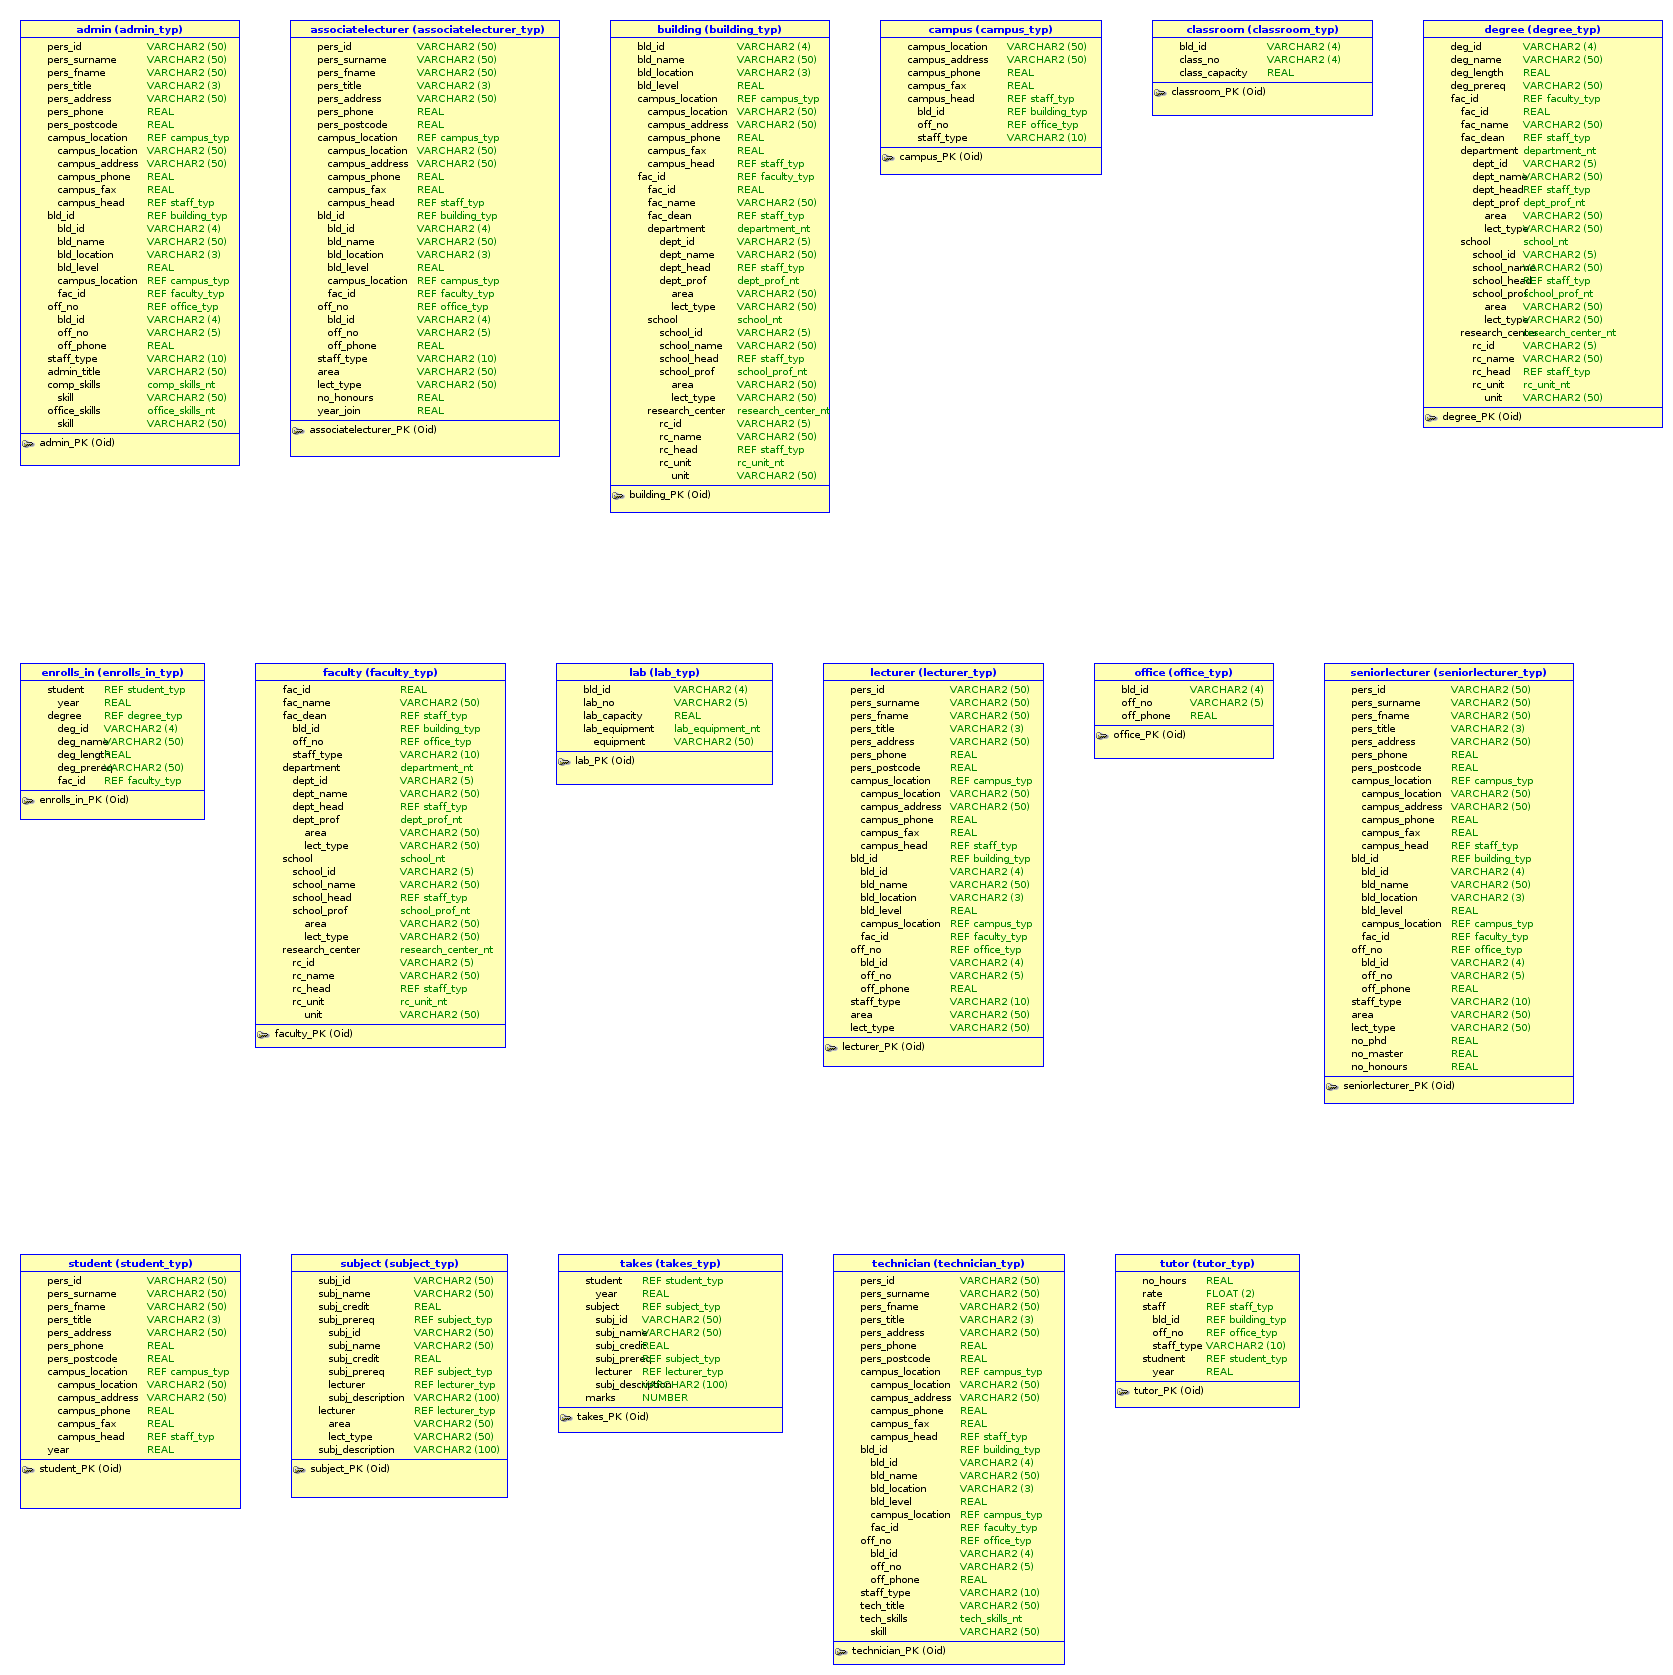 admin (admin_typ)
pers_id VARCHAR2 (50)
pers_surname VARCHAR2 (50)
pers_fname VARCHAR2 (50)
pers_title VARCHAR2 (3)
pers_address VARCHAR2 (50)
pers_phone REAL
pers_postcode REAL
campus_location REF campus_typ
campus_location VARCHAR2 (50)
campus_address VARCHAR2 (50)
campus_phone REAL
campus_fax REAL
campus_head REF staff_typ
bld_id REF building_typ
bld_id VARCHAR2 (4)
bld_name VARCHAR2 (50)
bld_location VARCHAR2 (3)
bld_level REAL
campus_location REF campus_typ
fac_id REF faculty_typ
off_no REF office_typ
bld_id VARCHAR2 (4)
off_no VARCHAR2 (5)
off_phone REAL
staff_type VARCHAR2 (10)
admin_title VARCHAR2 (50)
comp_skills comp_skills_nt
skill VARCHAR2 (50)
office_skills office_skills_nt
skill VARCHAR2 (50)
admin_PK (Oid)
associatelecturer (associatelecturer_typ)
pers_id VARCHAR2 (50)
pers_surname VARCHAR2 (50)
pers_fname VARCHAR2 (50)
pers_title VARCHAR2 (3)
pers_address VARCHAR2 (50)
pers_phone REAL
pers_postcode REAL
campus_location REF campus_typ
campus_location VARCHAR2 (50)
campus_address VARCHAR2 (50)
campus_phone REAL
campus_fax REAL
campus_head REF staff_typ
bld_id REF building_typ
bld_id VARCHAR2 (4)
bld_name VARCHAR2 (50)
bld_location VARCHAR2 (3)
bld_level REAL
campus_location REF campus_typ
fac_id REF faculty_typ
off_no REF office_typ
bld_id VARCHAR2 (4)
off_no VARCHAR2 (5)
off_phone REAL
staff_type VARCHAR2 (10)
area VARCHAR2 (50)
lect_type VARCHAR2 (50)
no_honours REAL
year_join REAL
associatelecturer_PK (Oid)
building (building_typ)
bld_id VARCHAR2 (4)
bld_name VARCHAR2 (50)
bld_location VARCHAR2 (3)
bld_level REAL
campus_location REF campus_typ
campus_location VARCHAR2 (50)
campus_address VARCHAR2 (50)
campus_phone REAL
campus_fax REAL
campus_head REF staff_typ
fac_id REF faculty_typ
fac_id REAL
fac_name VARCHAR2 (50)
fac_dean REF staff_typ
department department_nt
dept_id VARCHAR2 (5)
dept_name VARCHAR2 (50)
dept_head REF staff_typ
dept_prof dept_prof_nt
area VARCHAR2 (50)
lect_type VARCHAR2 (50)
school school_nt
school_id VARCHAR2 (5)
school_name VARCHAR2 (50)
school_head REF staff_typ
school_prof school_prof_nt
area VARCHAR2 (50)
lect_type VARCHAR2 (50)
research_center research_center_nt
rc_id VARCHAR2 (5)
rc_name VARCHAR2 (50)
rc_head REF staff_typ
rc_unit rc_unit_nt
unit VARCHAR2 (50)
building_PK (Oid)
campus (campus_typ)
campus_location VARCHAR2 (50)
campus_address VARCHAR2 (50)
campus_phone REAL
campus_fax REAL
campus_head REF staff_typ
bld_id REF building_typ
off_no REF office_typ
staff_type VARCHAR2 (10)
campus_PK (Oid)
classroom (classroom_typ)
bld_id VARCHAR2 (4)
class_no VARCHAR2 (4)
class_capacity REAL
classroom_PK (Oid)
degree (degree_typ)
deg_id VARCHAR2 (4)
deg_name VARCHAR2 (50)
deg_length REAL
deg_prereq VARCHAR2 (50)
fac_id REF faculty_typ
fac_id REAL
fac_name VARCHAR2 (50)
fac_dean REF staff_typ
department department_nt
dept_id VARCHAR2 (5)
dept_name VARCHAR2 (50)
dept_head REF staff_typ
dept_prof dept_prof_nt
area VARCHAR2 (50)
lect_type VARCHAR2 (50)
school school_nt
school_id VARCHAR2 (5)
school_name VARCHAR2 (50)
school_head REF staff_typ
school_prof school_prof_nt
area VARCHAR2 (50)
lect_type VARCHAR2 (50)
research_center research_center_nt
rc_id VARCHAR2 (5)
rc_name VARCHAR2 (50)
rc_head REF staff_typ
rc_unit rc_unit_nt
unit VARCHAR2 (50)
degree_PK (Oid)
enrolls_in (enrolls_in_typ)
student REF student_typ
year REAL
degree REF degree_typ
deg_id VARCHAR2 (4)
deg_name VARCHAR2 (50)
deg_length REAL
deg_prereq VARCHAR2 (50)
fac_id REF faculty_typ
enrolls_in_PK (Oid)
faculty (faculty_typ)
fac_id REAL
fac_name VARCHAR2 (50)
fac_dean REF staff_typ
bld_id REF building_typ
off_no REF office_typ
staff_type VARCHAR2 (10)
department department_nt
dept_id VARCHAR2 (5)
dept_name VARCHAR2 (50)
dept_head REF staff_typ
dept_prof dept_prof_nt
area VARCHAR2 (50)
lect_type VARCHAR2 (50)
school school_nt
school_id VARCHAR2 (5)
school_name VARCHAR2 (50)
school_head REF staff_typ
school_prof school_prof_nt
area VARCHAR2 (50)
lect_type VARCHAR2 (50)
research_center research_center_nt
rc_id VARCHAR2 (5)
rc_name VARCHAR2 (50)
rc_head REF staff_typ
rc_unit rc_unit_nt
unit VARCHAR2 (50)
faculty_PK (Oid)
lab (lab_typ)
bld_id VARCHAR2 (4)
lab_no VARCHAR2 (5)
lab_capacity REAL
lab_equipment lab_equipment_nt
equipment VARCHAR2 (50)
lab_PK (Oid)
lecturer (lecturer_typ)
pers_id VARCHAR2 (50)
pers_surname VARCHAR2 (50)
pers_fname VARCHAR2 (50)
pers_title VARCHAR2 (3)
pers_address VARCHAR2 (50)
pers_phone REAL
pers_postcode REAL
campus_location REF campus_typ
campus_location VARCHAR2 (50)
campus_address VARCHAR2 (50)
campus_phone REAL
campus_fax REAL
campus_head REF staff_typ
bld_id REF building_typ
bld_id VARCHAR2 (4)
bld_name VARCHAR2 (50)
bld_location VARCHAR2 (3)
bld_level REAL
campus_location REF campus_typ
fac_id REF faculty_typ
off_no REF office_typ
bld_id VARCHAR2 (4)
off_no VARCHAR2 (5)
off_phone REAL
staff_type VARCHAR2 (10)
area VARCHAR2 (50)
lect_type VARCHAR2 (50)
lecturer_PK (Oid)
office (office_typ)
bld_id VARCHAR2 (4)
off_no VARCHAR2 (5)
off_phone REAL
office_PK (Oid)
seniorlecturer (seniorlecturer_typ)
pers_id VARCHAR2 (50)
pers_surname VARCHAR2 (50)
pers_fname VARCHAR2 (50)
pers_title VARCHAR2 (3)
pers_address VARCHAR2 (50)
pers_phone REAL
pers_postcode REAL
campus_location REF campus_typ
campus_location VARCHAR2 (50)
campus_address VARCHAR2 (50)
campus_phone REAL
campus_fax REAL
campus_head REF staff_typ
bld_id REF building_typ
bld_id VARCHAR2 (4)
bld_name VARCHAR2 (50)
bld_location VARCHAR2 (3)
bld_level REAL
campus_location REF campus_typ
fac_id REF faculty_typ
off_no REF office_typ
bld_id VARCHAR2 (4)
off_no VARCHAR2 (5)
off_phone REAL
staff_type VARCHAR2 (10)
area VARCHAR2 (50)
lect_type VARCHAR2 (50)
no_phd REAL
no_master REAL
no_honours REAL
seniorlecturer_PK (Oid)
student (student_typ)
pers_id VARCHAR2 (50)
pers_surname VARCHAR2 (50)
pers_fname VARCHAR2 (50)
pers_title VARCHAR2 (3)
pers_address VARCHAR2 (50)
pers_phone REAL
pers_postcode REAL
campus_location REF campus_typ
campus_location VARCHAR2 (50)
campus_address VARCHAR2 (50)
campus_phone REAL
campus_fax REAL
campus_head REF staff_typ
year REAL
student_PK (Oid)
subject (subject_typ)
subj_id VARCHAR2 (50)
subj_name VARCHAR2 (50)
subj_credit REAL
subj_prereq REF subject_typ
subj_id VARCHAR2 (50)
subj_name VARCHAR2 (50)
subj_credit REAL
subj_prereq REF subject_typ
lecturer REF lecturer_typ
subj_description VARCHAR2 (100)
lecturer REF lecturer_typ
area VARCHAR2 (50)
lect_type VARCHAR2 (50)
subj_description VARCHAR2 (100)
subject_PK (Oid)
takes (takes_typ)
student REF student_typ
year REAL
subject REF subject_typ
subj_id VARCHAR2 (50)
subj_name VARCHAR2 (50)
subj_credit REAL
subj_prereq REF subject_typ
lecturer REF lecturer_typ
subj_description VARCHAR2 (100)
marks NUMBER
takes_PK (Oid)
technician (technician_typ)
pers_id VARCHAR2 (50)
pers_surname VARCHAR2 (50)
pers_fname VARCHAR2 (50)
pers_title VARCHAR2 (3)
pers_address VARCHAR2 (50)
pers_phone REAL
pers_postcode REAL
campus_location REF campus_typ
campus_location VARCHAR2 (50)
campus_address VARCHAR2 (50)
campus_phone REAL
campus_fax REAL
campus_head REF staff_typ
bld_id REF building_typ
bld_id VARCHAR2 (4)
bld_name VARCHAR2 (50)
bld_location VARCHAR2 (3)
bld_level REAL
campus_location REF campus_typ
fac_id REF faculty_typ
off_no REF office_typ
bld_id VARCHAR2 (4)
off_no VARCHAR2 (5)
off_phone REAL
staff_type VARCHAR2 (10)
tech_title VARCHAR2 (50)
tech_skills tech_skills_nt
skill VARCHAR2 (50)
technician_PK (Oid)
tutor (tutor_typ)
no_hours REAL
rate FLOAT (2)
staff REF staff_typ
bld_id REF building_typ
off_no REF office_typ
staff_type VARCHAR2 (10)
studnent REF student_typ
year REAL
tutor_PK (Oid)